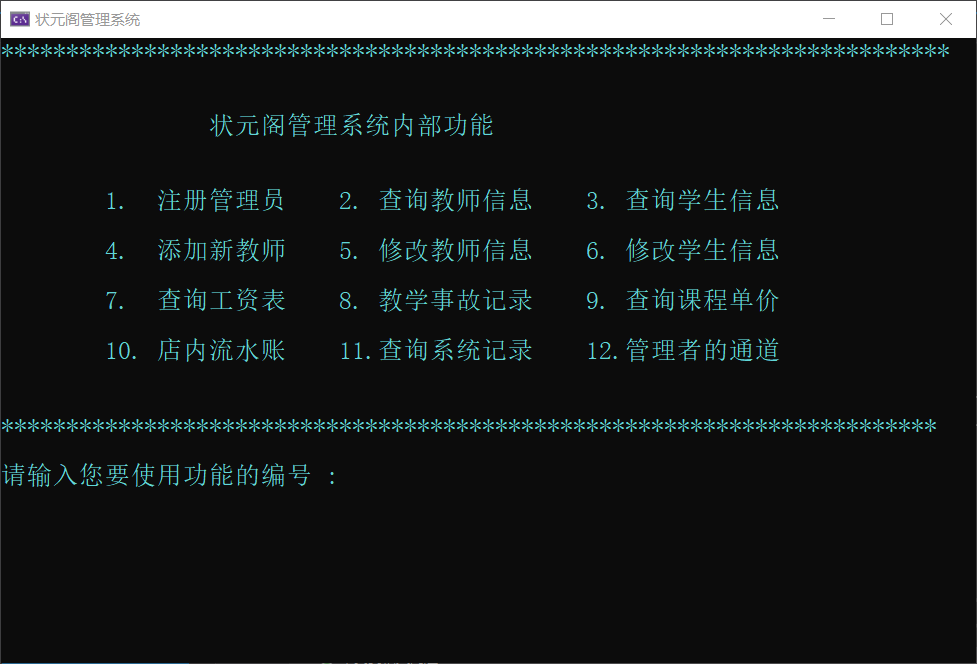 状元阁管理系统
*************************************************************************
状元阁管理系统内部功能
1. 注册管理员 2. 查询教师信息 3. 查询学生信息
4. 添加新教师 5. 修改教师信息 6. 修改学生信息
7. 查询工资表 8. 教学事故记录 9. 查询课程单价
10. 店内流水账 11.查询系统记录 12.管理者的通道
************************************************************************
请输入您要使用功能的编号 :